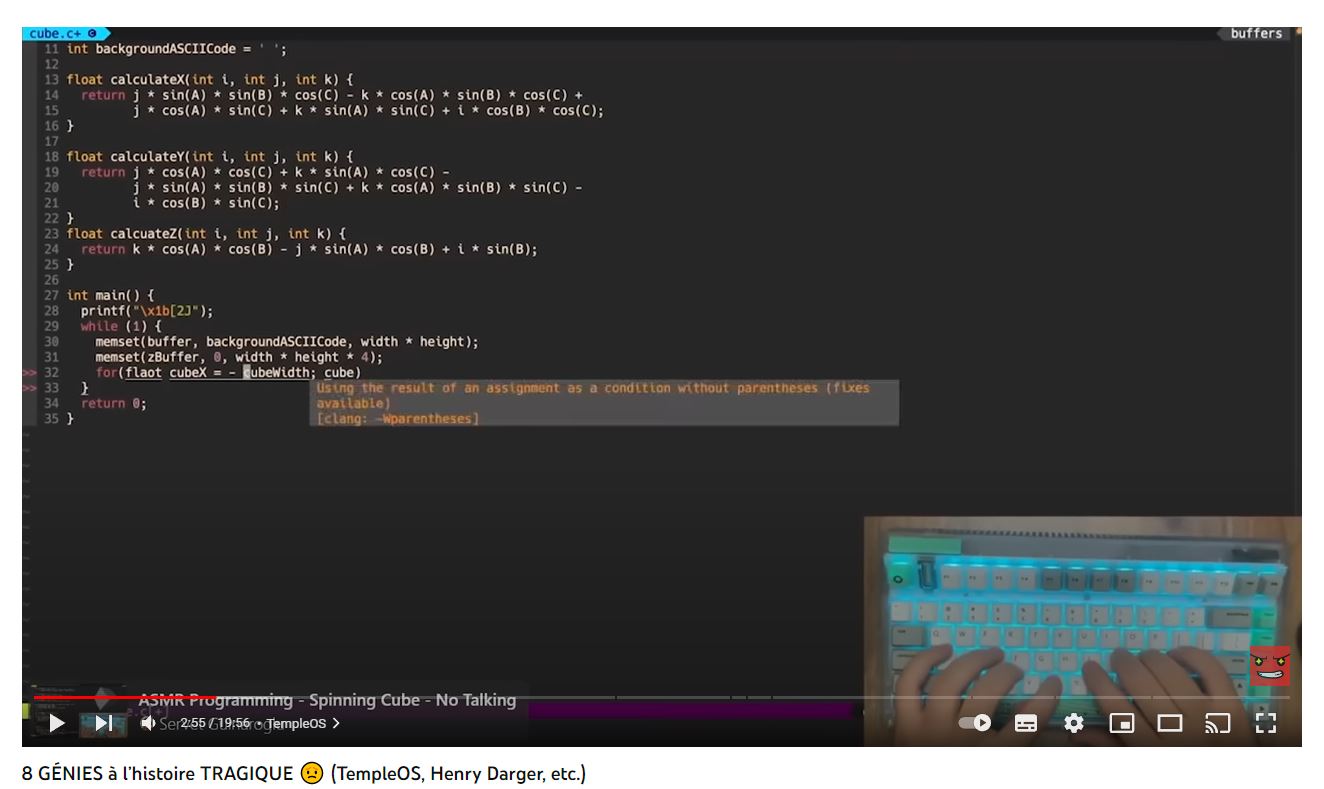 cube.c+
buffers
11 int backgroundASCIICode = ' ';
12
13 float calculateX(int i, int j, int k) {
14 return j * sin(A) * sin(B) * cos(C) - k * cos(A) * sin(B) * cos(C) +
15 j * cos(A) * sin(C) + k * sin(A) * sin(C) + i * cos(B) * cos(C);
16 }
17
18 float calculateY(int i, int j, int k) {
19 return j * cos(A) * cos(C) + k * sin(A) * cos(C) -
20 j * sin(A) * sin(B) * sin(C) + k * cos(A) * sin(B) * sin(C) -
21 i * cos(B) * sin(C);
22 }
23 float calcuateZ(int i, int j, int k) {
24 return k * cos(A) * cos(B) - j * sin(A) * cos(B) + i * sin(B);
25 }
26
27 int main() {
28 printf("\x1b[2J");
29 while (1) {
30 memset(buffer, backgroundASCIICode, width * height);
31 memset(zBuffer, 0, width * height * 4);
>> 32 for(flaot cubeX = - cubeWidth; cube)
>> 33 }
34 return 0;
35 }
Using the result of an assignment as a condition without parentheses (fixes
available)
[clang: -Wparentheses]
ASMR Programming - Spinning Cube - No Talking
2:55 / 19:56 • TempleOS >
8 GÉNIES à l'histoire TRAGIQUE 😟 (TempleOS, Henry Darger, etc.)